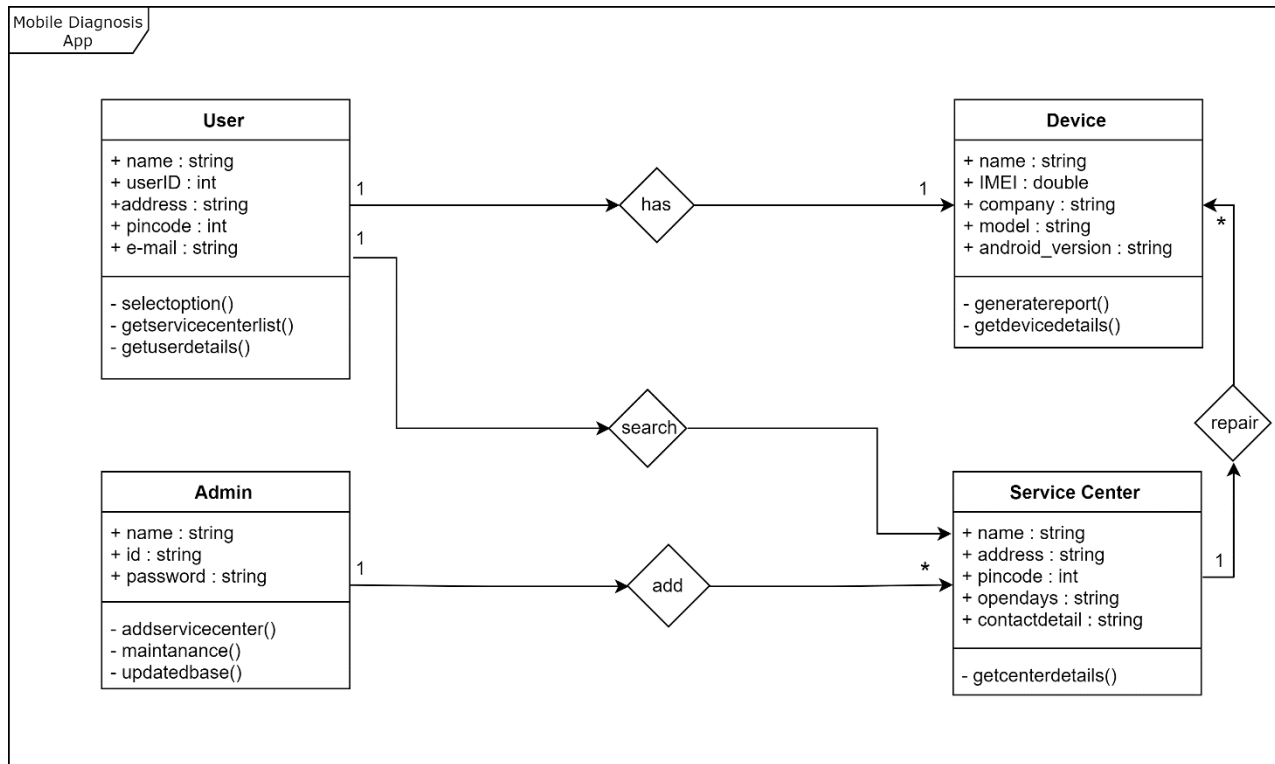 Mobile Diagnosis
App
User
+ name : string
+ userID : int
+address : string
+ pincode : int
+ e-mail : string
- selectoption()
- getservicecenterlist()
- getuserdetails()
1
1
has
1
Device
+ name : string
+ IMEI : double
+ company : string
+ model : string
+ android_version : string
- generatereport()
- getdevicedetails()
*
search
repair
Admin
+ name : string
+ id : string
+ password : string
- addservicecenter()
- maintanance()
- updatedbase()
1
add
*
Service Center
+ name : string
+ address : string
+ pincode : int
+ opendays : string
+ contactdetail : string
- getcenterdetails()
1